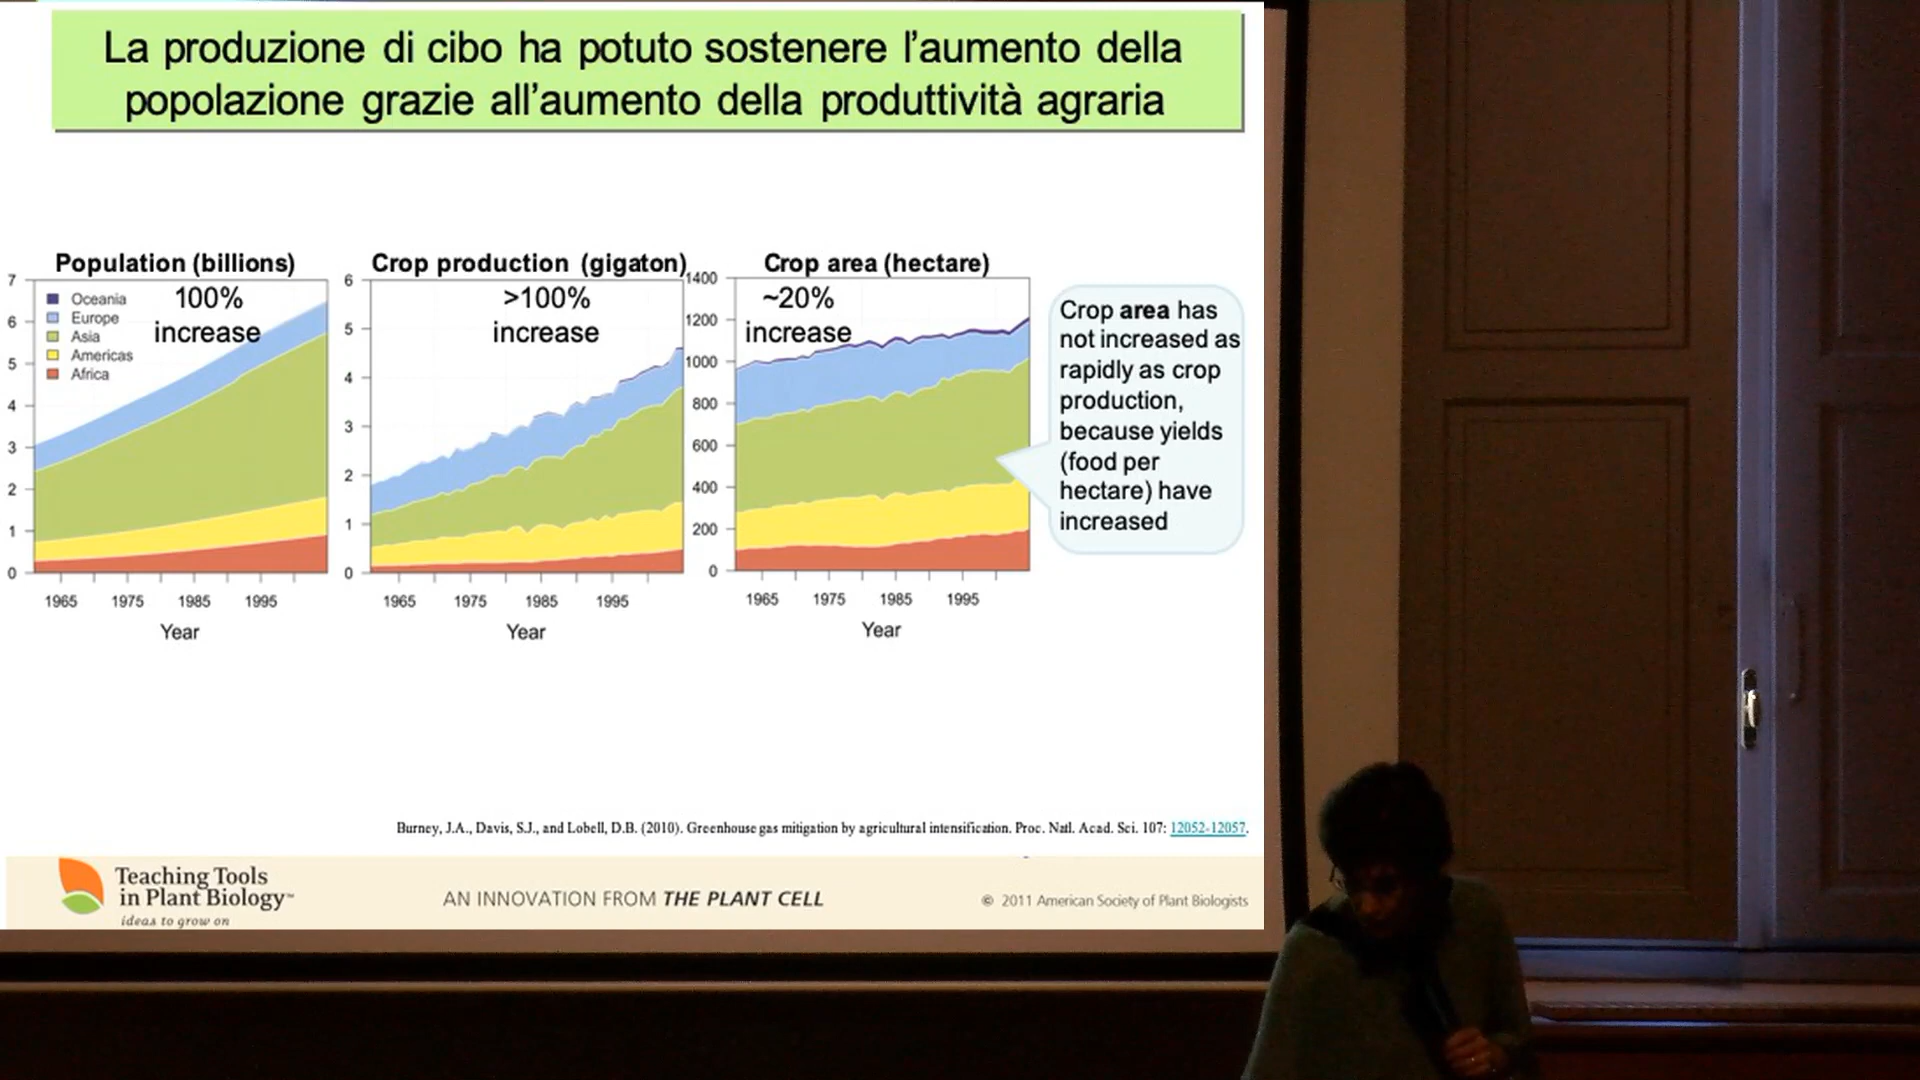 La produzione di cibo ha potuto sostenere l'aumento della
popolazione grazie all'aumento della produttività agraria
Population (billions)
100%
increase
7
6
5
4
3
2
1
0
Oceania
Europe
Asia
Americas
Africa
1965 1975 1985 1995
Year
Crop production (gigaton)
>100%
increase
6
5
4
3
2
1
0
1965 1975 1985 1995
Year
Crop area (hectare)
~20%
increase
1400
1200
1000
800
600
400
200
0
1965 1975 1985 1995
Year
Crop area has
not increased as
rapidly as crop
production,
because yields
(food per
hectare) have
increased
Burney, J.A., Davis, S.J., and Lobell, D.B. (2010). Greenhouse gas mitigation by agricultural intensification. Proc. Natl. Acad. Sci. 107: 12052-12057.
Teaching Tools
in Plant Biology™
ideas to grow on
AN INNOVATION FROM THE PLANT CELL
© 2011 American Society of Plant Biologists